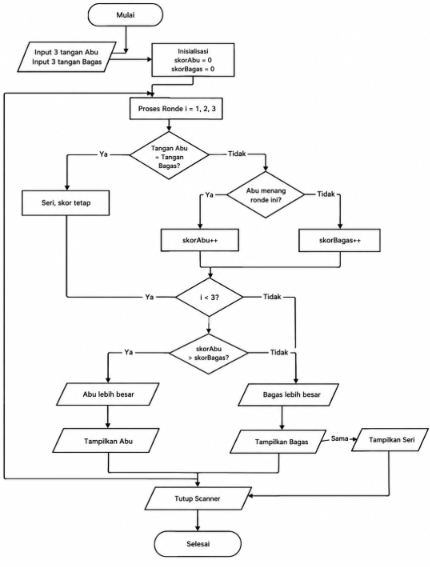 Mulai
Input 3 tangan Abu
Input 3 tangan Bagas
Inisialisasi
skorAbu = 0
skorBagas = 0
Proses Ronde i = 1, 2, 3
Tangan Abu
= Tangan
Bagas?
Ya
Tidak
Seri, skor tetap
Abu menang
ronde ini?
Ya
Tidak
skorAbu++
skorBagas++
i < 3?
Ya
Tidak
skorAbu
> skorBagas?
Ya
Tidak
Abu lebih besar
Bagas lebih besar
Tampilkan Abu
Tampilkan Bagas
Sama
Tampilkan Seri
Tutup Scanner
Selesai